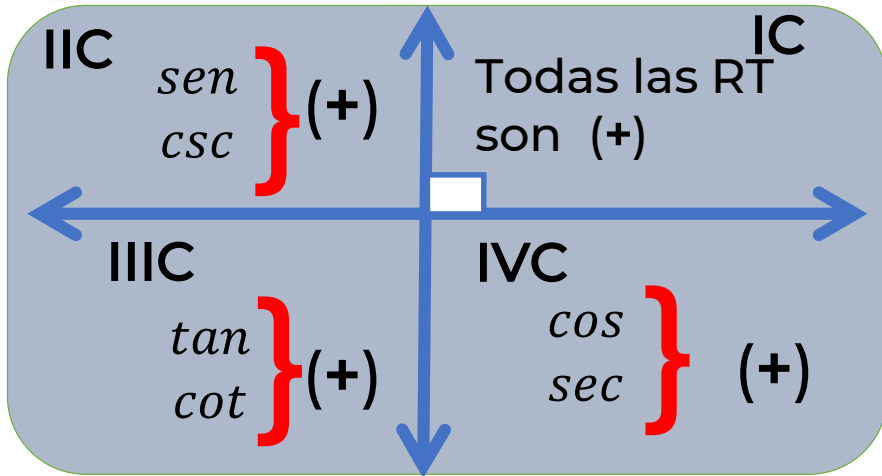 IIC
sen
csc
(+)
IC
Todas las RT
son (+)
IIIC
tan
cot
(+)
IVC
cos
sec
(+)